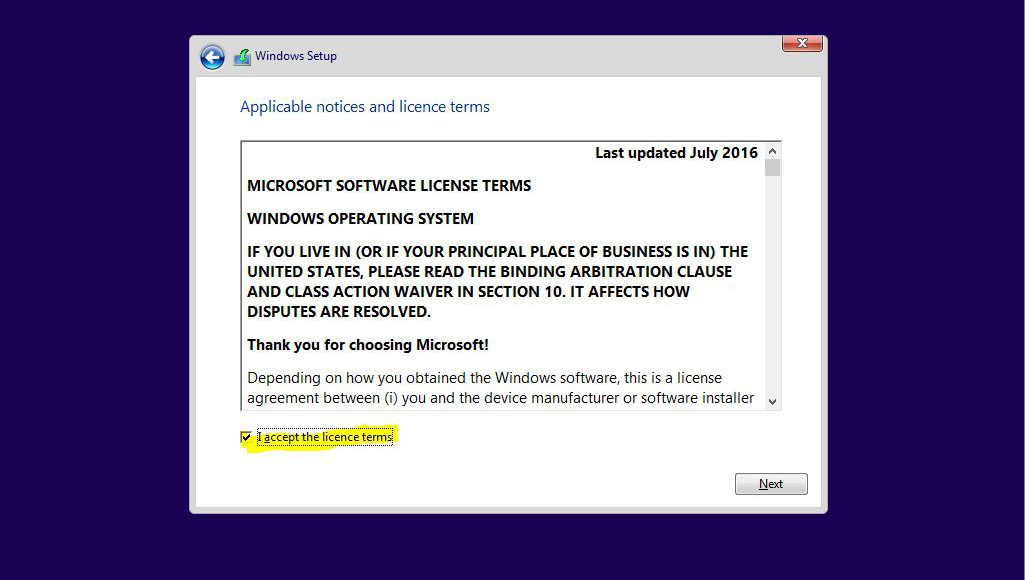 Windows Setup
Applicable notices and licence terms
Last updated July 2016
MICROSOFT SOFTWARE LICENSE TERMS
WINDOWS OPERATING SYSTEM
IF YOU LIVE IN (OR IF YOUR PRINCIPAL PLACE OF BUSINESS IS IN) THE
UNITED STATES, PLEASE READ THE BINDING ARBITRATION CLAUSE
AND CLASS ACTION WAIVER IN SECTION 10. IT AFFECTS HOW
DISPUTES ARE RESOLVED.
Thank you for choosing Microsoft!
Depending on how you obtained the Windows software, this is a license
agreement between (i) you and the device manufacturer or software installer
I accept the licence terms
Next